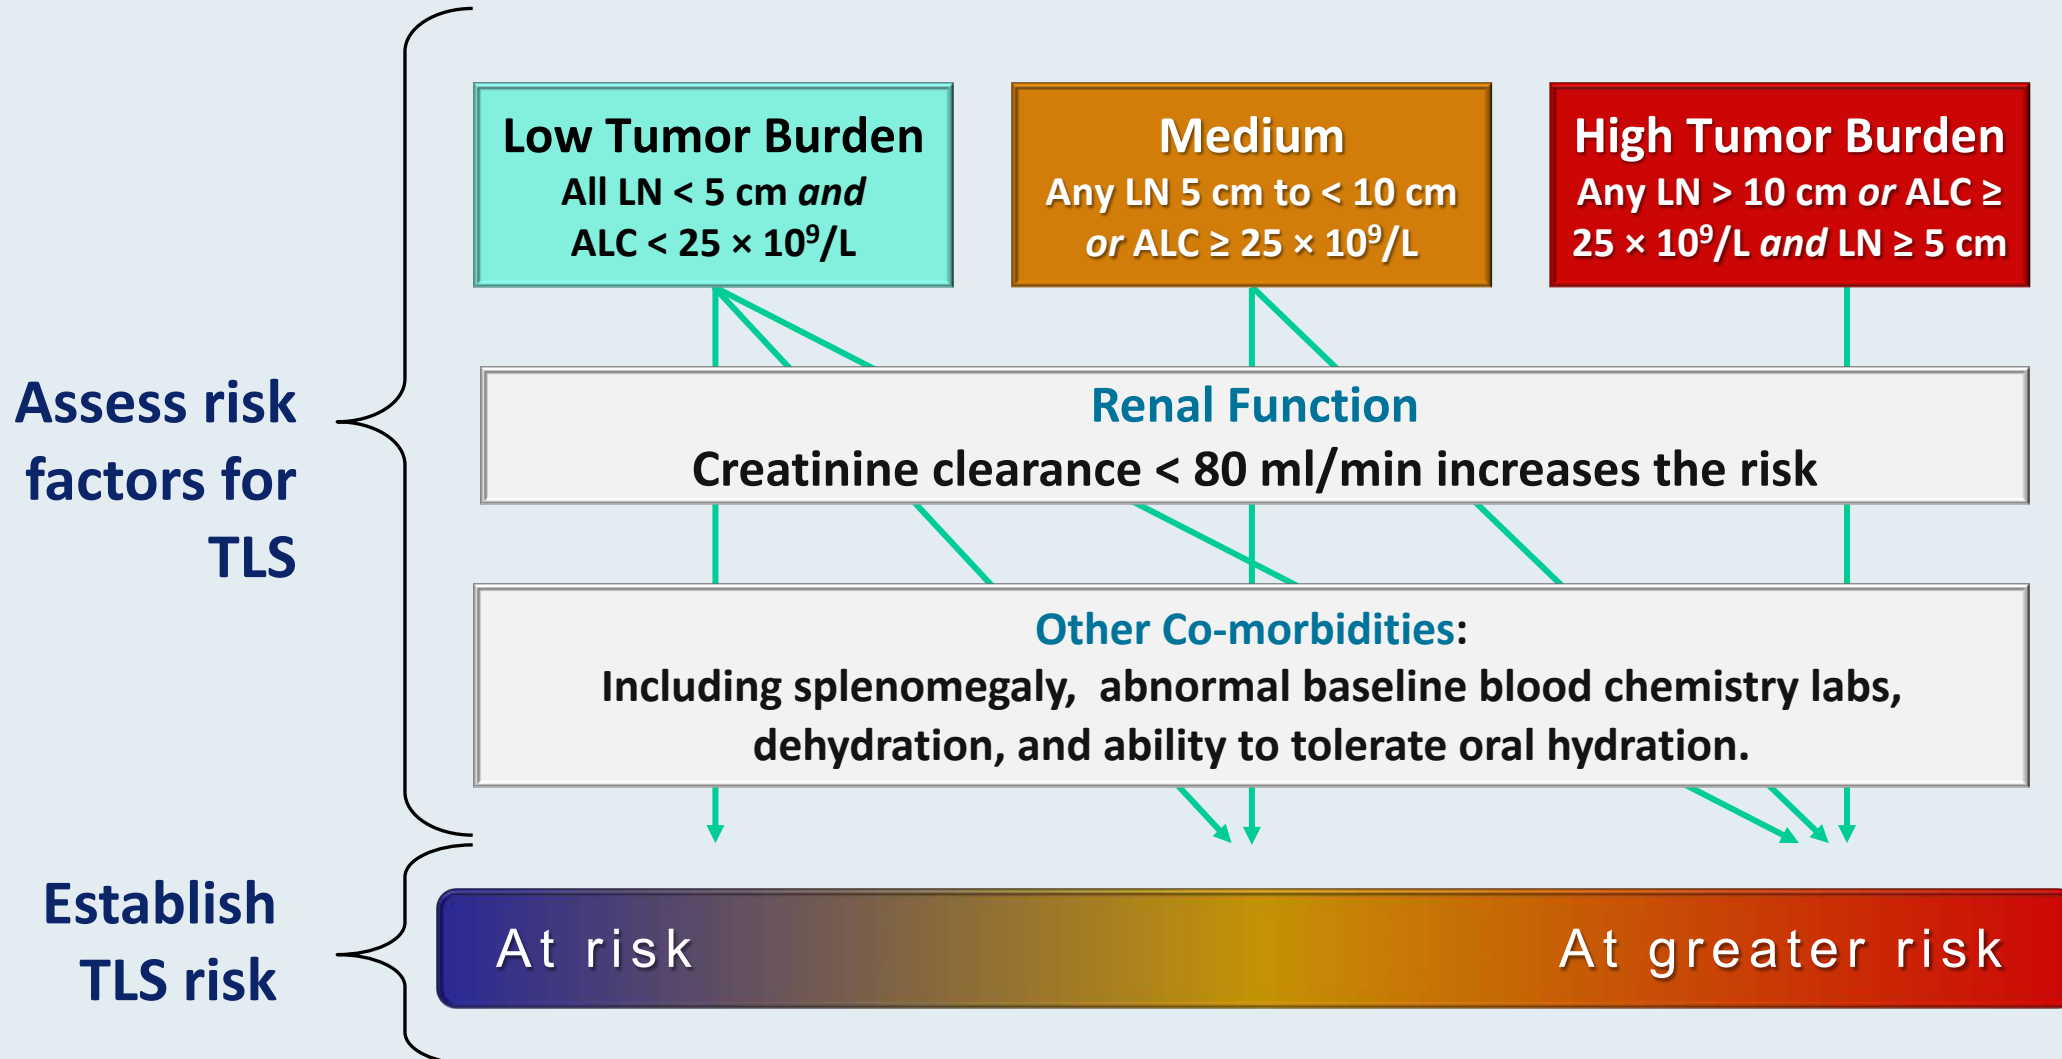 Low Tumor Burden
All LN < 5 cm and
ALC < 25 × 10⁹/L
Medium
Any LN 5 cm to < 10 cm
or ALC ≥ 25 × 10⁹/L
High Tumor Burden
Any LN > 10 cm or ALC ≥
25 × 10⁹/L and LN ≥ 5 cm
Assess risk
factors for
TLS
Renal Function
Creatinine clearance < 80 ml/min increases the risk
Other Co-morbidities:
Including splenomegaly,  abnormal baseline blood chemistry labs,
dehydration, and ability to tolerate oral hydration.
Establish
TLS risk
At risk
At greater risk